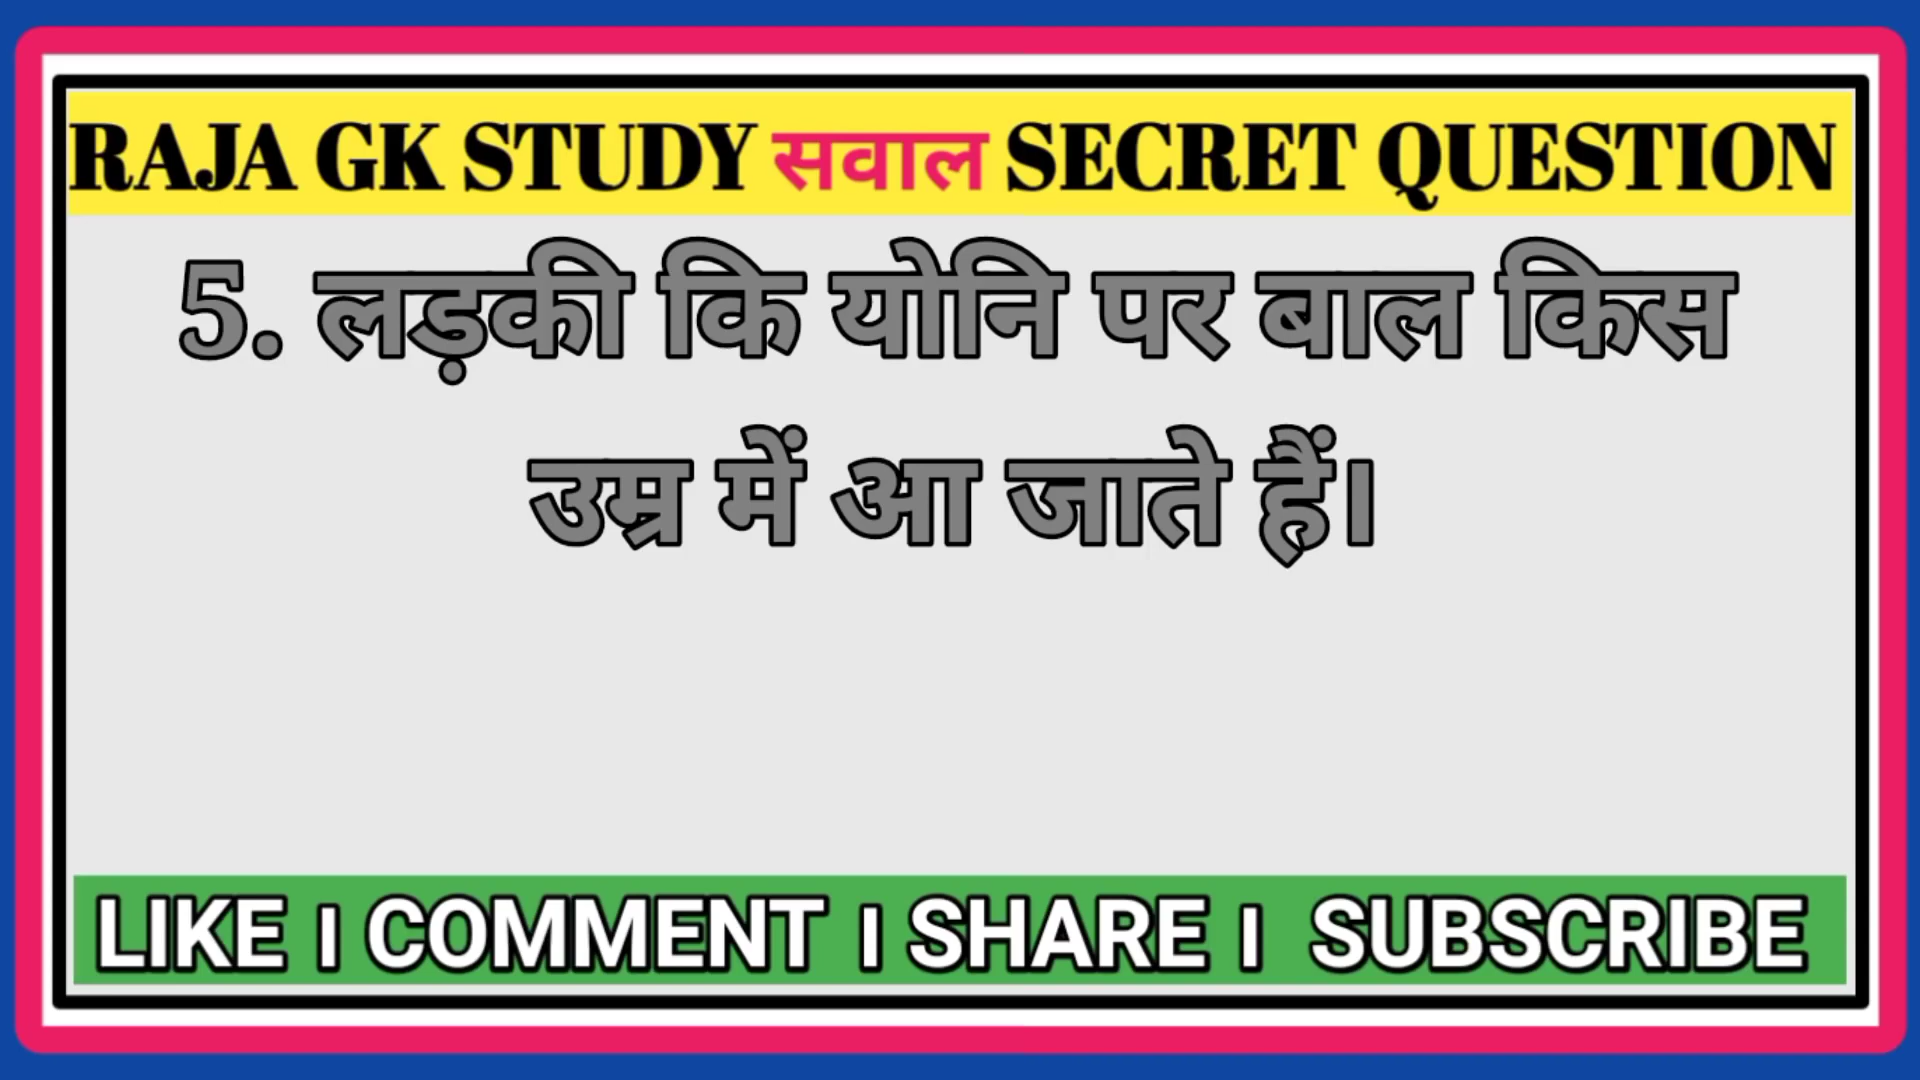 RAJA GK STUDY सवाल SECRET QUESTION
5. लड़की कि योनि पर बाल किस
उम्र में आ जाते हैं।
LIKE । COMMENT । SHARE । SUBSCRIBE